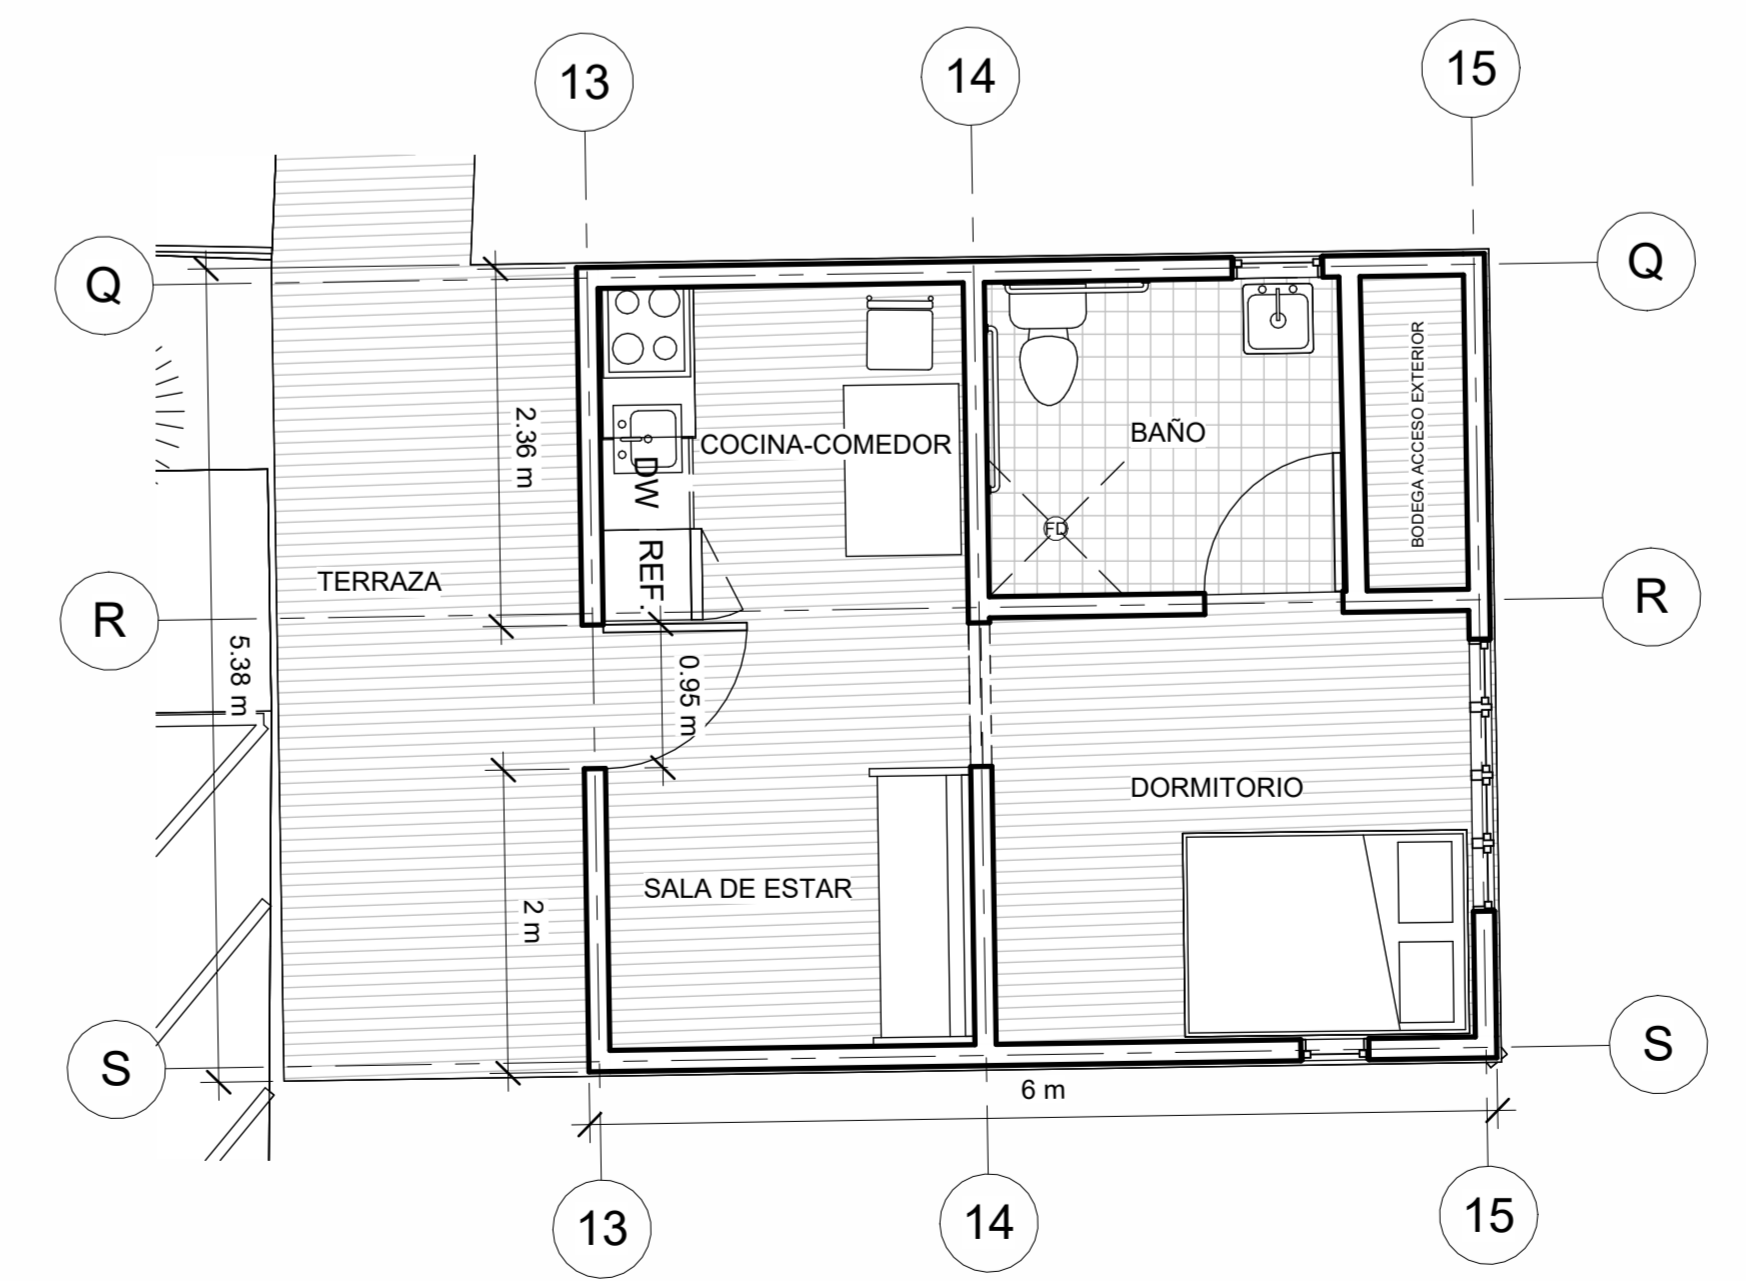 13
14
15
Q
Q
2.36 m
COCINA-COMEDOR
BAÑO
BODEGA ACCESO EXTERIOR
DW
FD
REF.
TERRAZA
R
R
5.38 m
0.95 m
DORMITORIO
SALA DE ESTAR
2 m
S
S
6 m
13
14
15